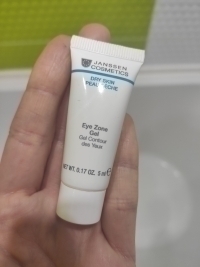 JANSSEN
COSMETICS
DRY SKIN
PEAU SÈCHE
Eye Zone
Gel
Gel Contour
des Yeux
NET WT. 0.17 OZ. 5 ml ℮